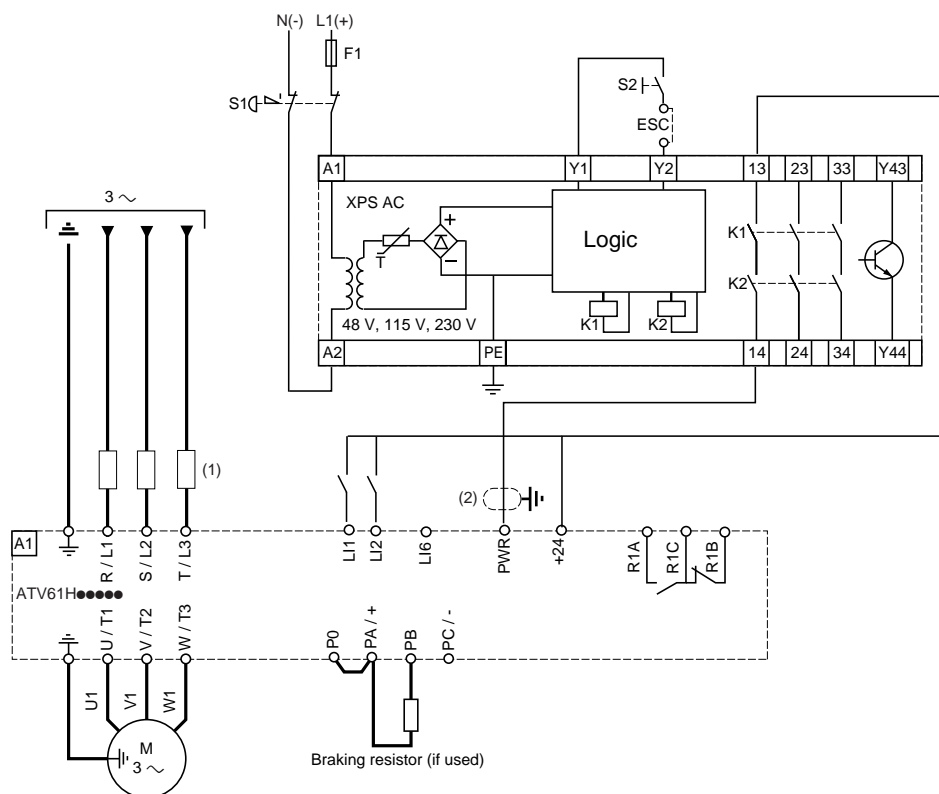 N(-) L1(+)
F1
S1
S2
ESC
A1 Y1 Y2 13 23 33 Y43
3 ~
XPS AC
+
Logic
K1
T
−
K2
48 V, 115 V, 230 V
K1 K2
A2 PE 14 24 34 Y44
(1)
(2)
A1
R / L1 S / L2 T / L3 LI1 LI2 LI6 PWR +24 R1A R1C R1B
ATV61H●●●●●
U / T1 V / T2 W / T3 P0 PA / + PB PC / -
U1 V1 W1
M
3 ~
Braking resistor (if used)